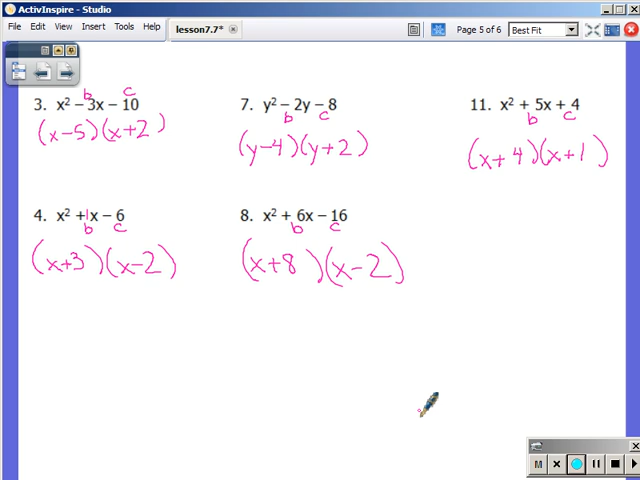 ActivInspire - Studio
File Edit View Insert Tools Help lesson7.7* Page 5 of 6 Best Fit
3. x² – 3x – 10
b c
(x–5)(x+2)
7. y² – 2y – 8
b c
(y–4)(y+2)
11. x² + 5x + 4
b c
(x+4)(x+1)
4. x² + 1x – 6
b c
(x+3)(x–2)
8. x² + 6x – 16
b c
(x+8)(x–2)
M